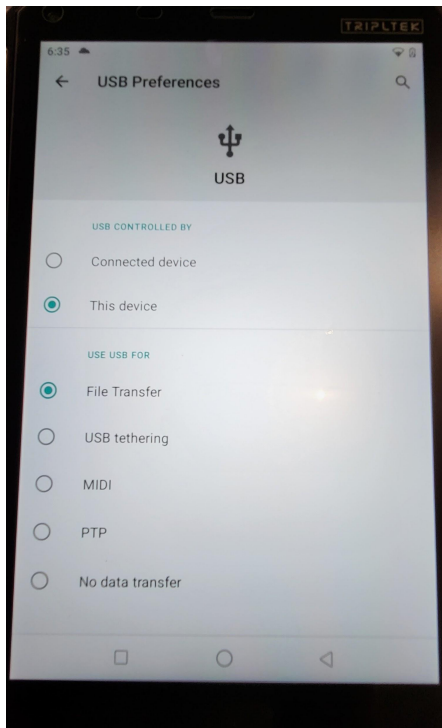 TRIPLTEK
6:35
USB Preferences
USB
USB CONTROLLED BY
Connected device
This device
USE USB FOR
File Transfer
USB tethering
MIDI
PTP
No data transfer